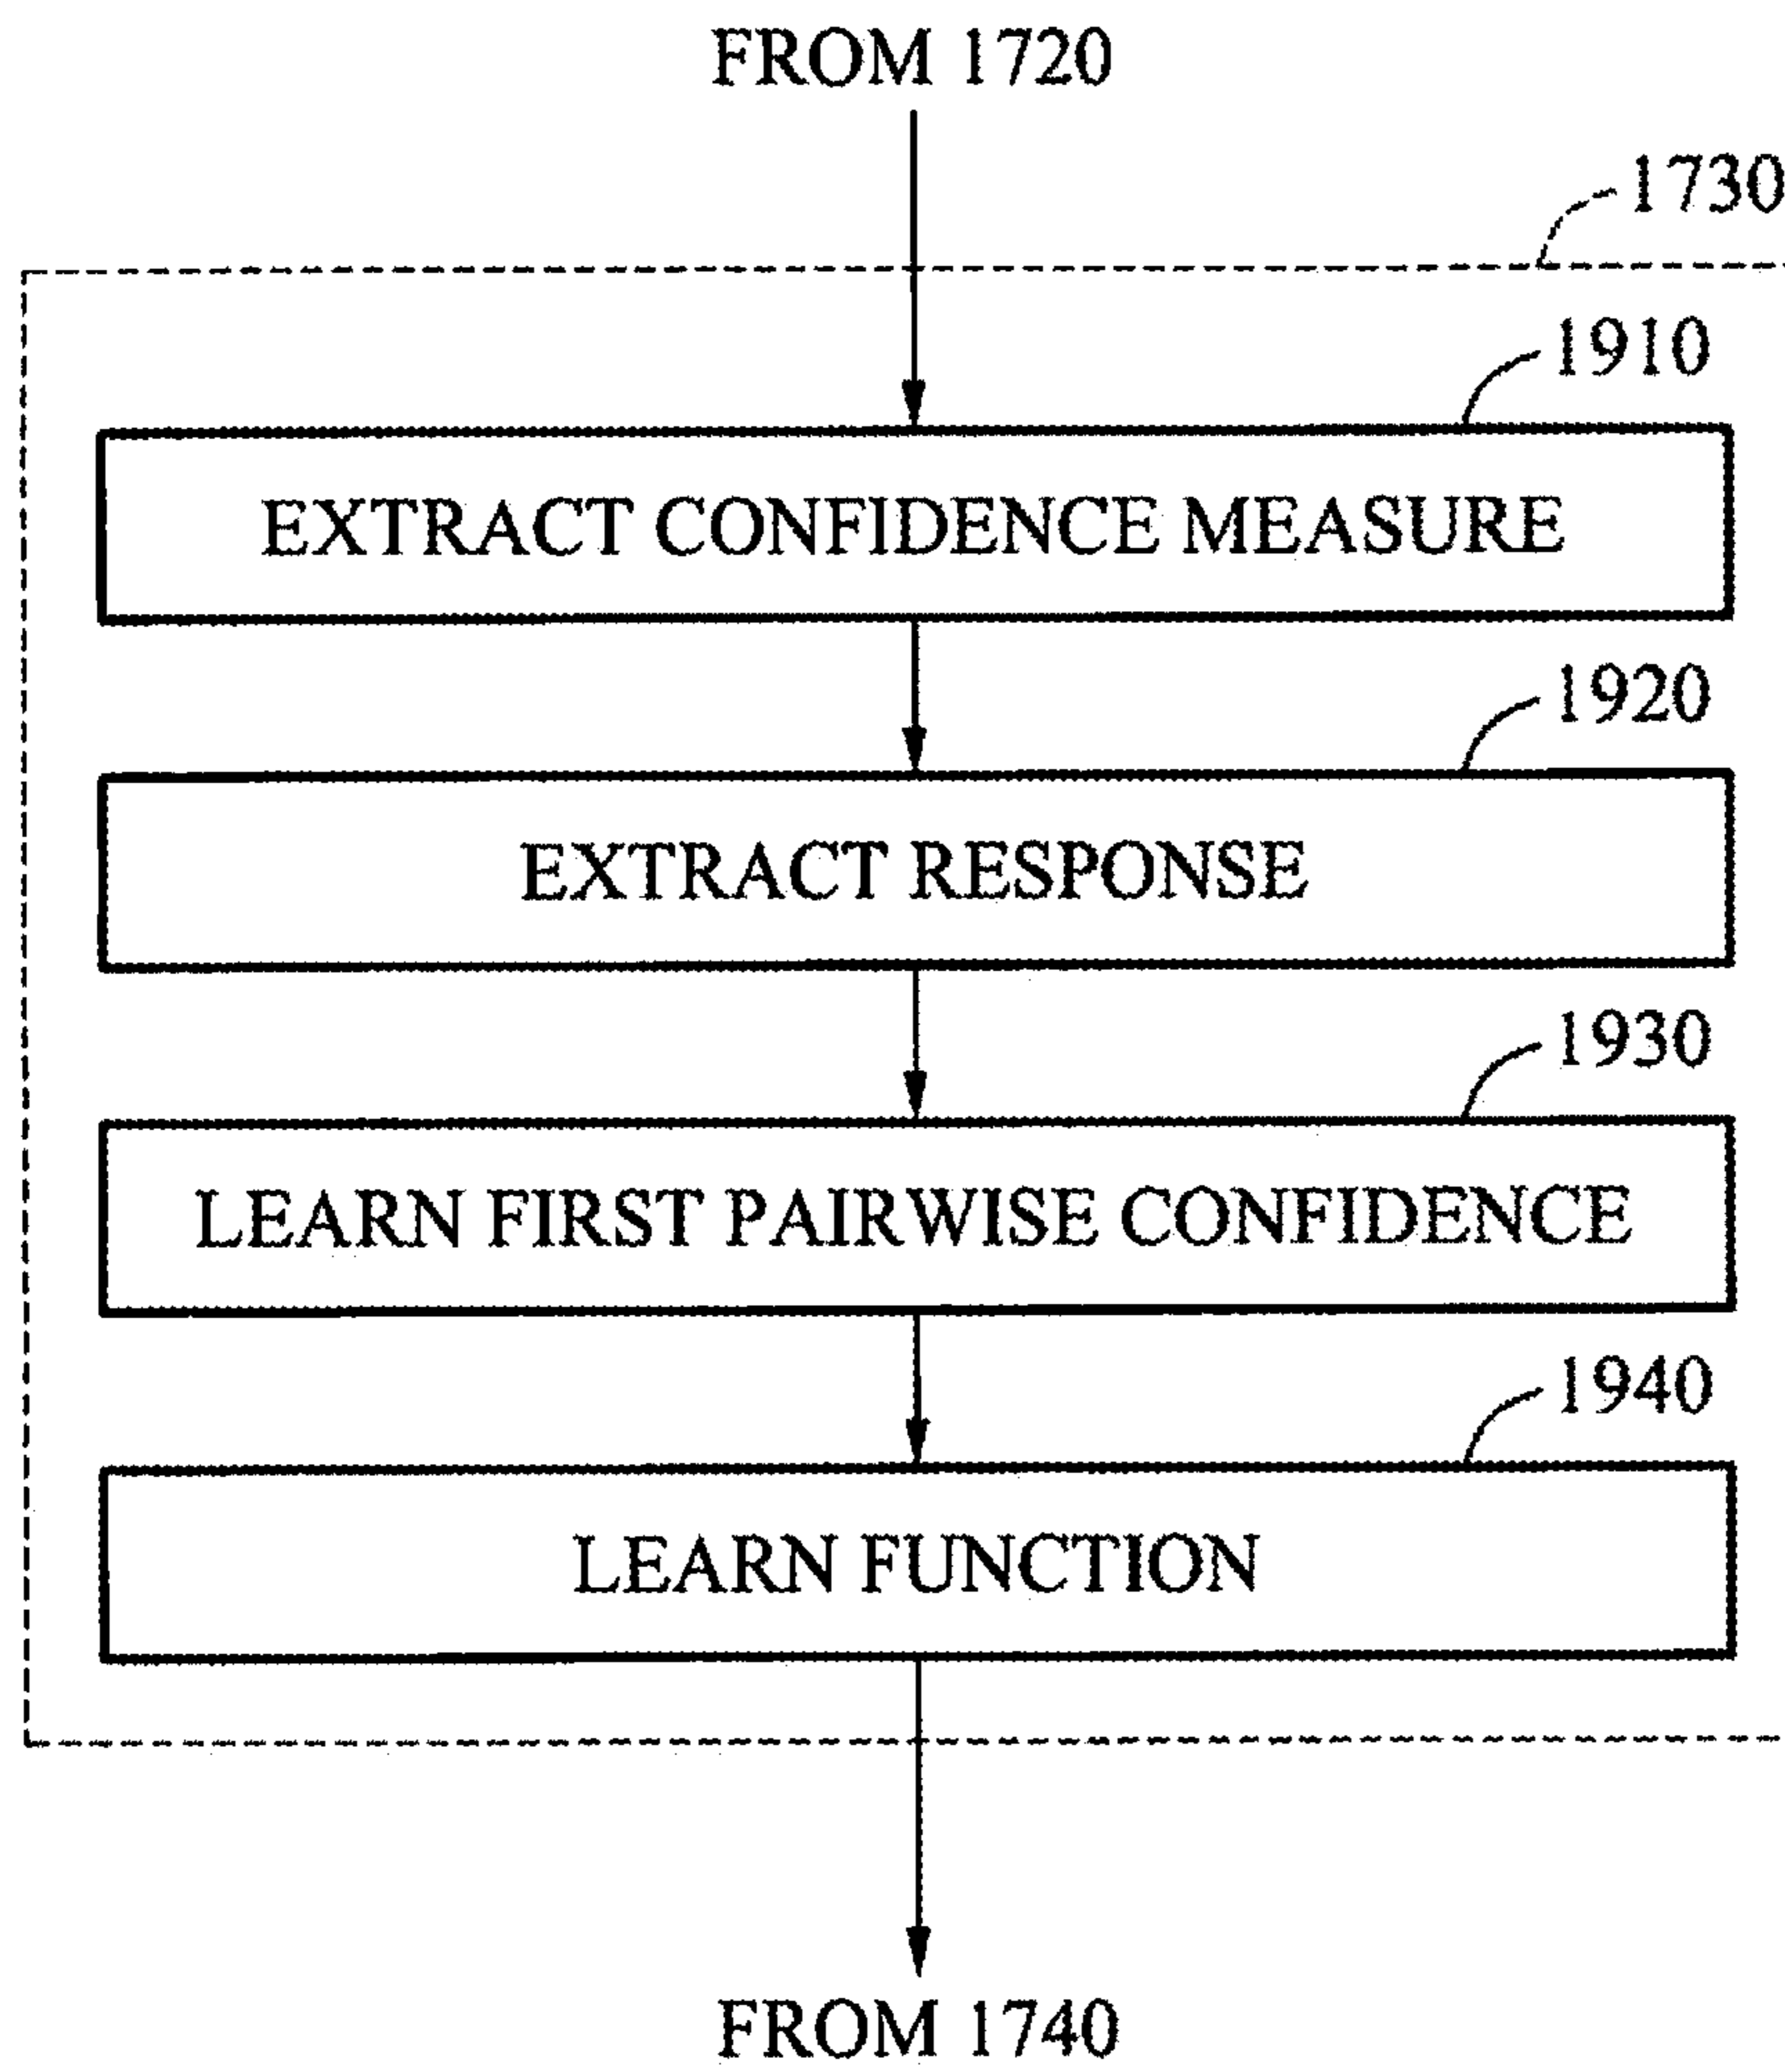 FROM 1720
1730
1910
EXTRACT CONFIDENCE MEASURE
1920
EXTRACT RESPONSE
1930
LEARN FIRST PAIRWISE CONFIDENCE
1940
LEARN FUNCTION
FROM 1740